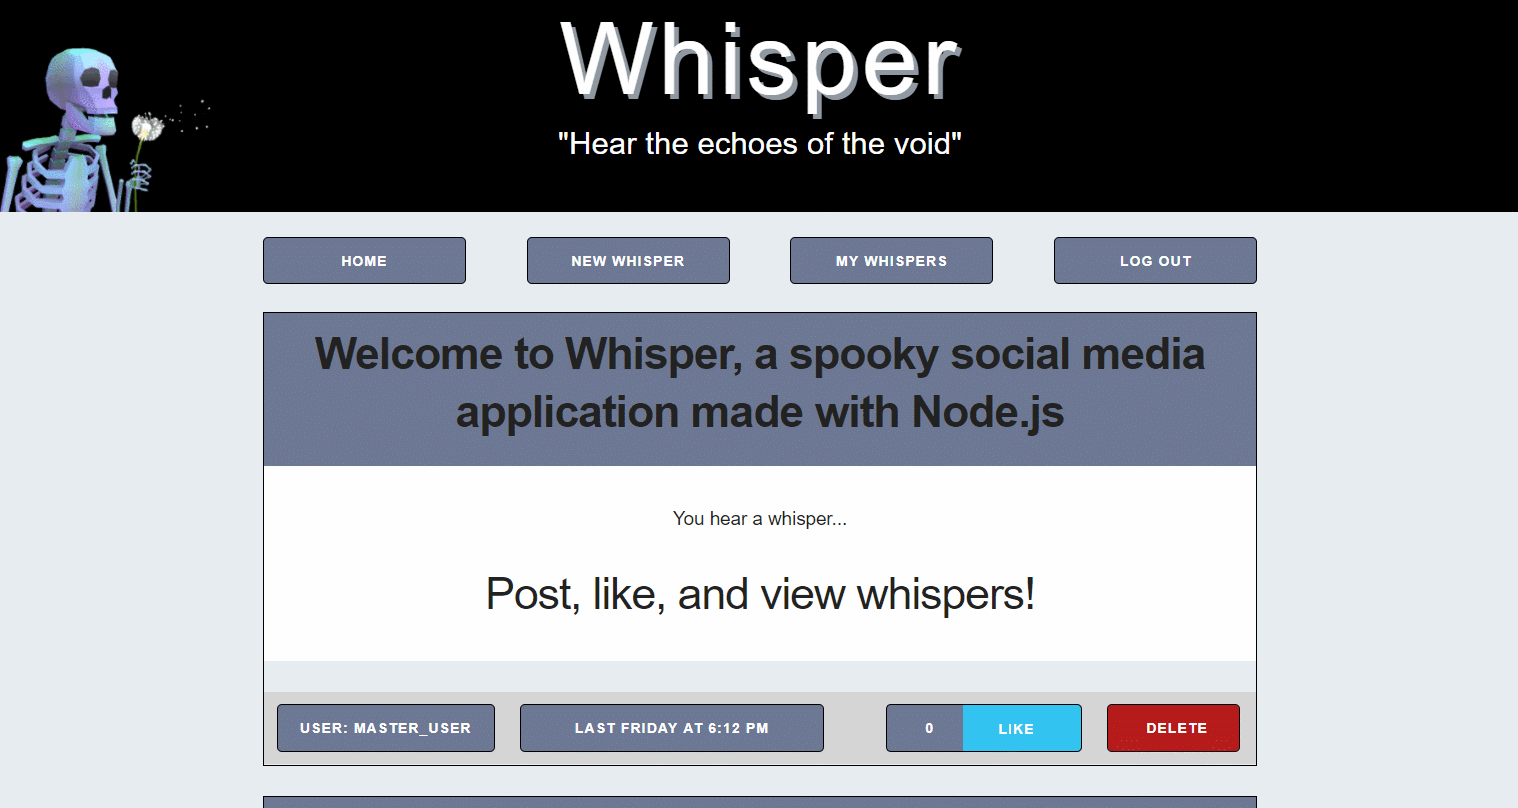 Whisper
"Hear the echoes of the void"
HOME
NEW WHISPER
MY WHISPERS
LOG OUT
Welcome to Whisper, a spooky social media
application made with Node.js
You hear a whisper...
Post, like, and view whispers!
USER: MASTER_USER
LAST FRIDAY AT 6:12 PM
0
LIKE
DELETE